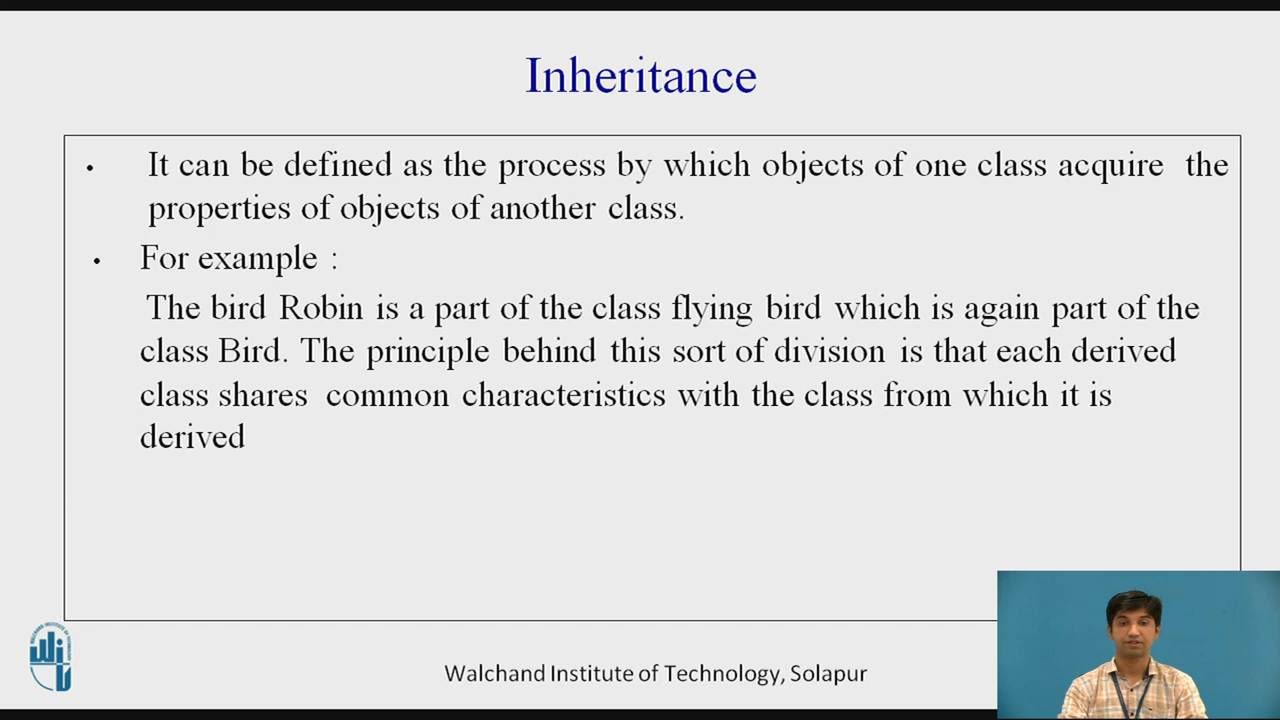 Inheritance
• It can be defined as the process by which objects of one class acquire the
properties of objects of another class.
• For example :
The bird Robin is a part of the class flying bird which is again part of the
class Bird. The principle behind this sort of division is that each derived
class shares common characteristics with the class from which it is
derived
Walchand Institute of Technology, Solapur